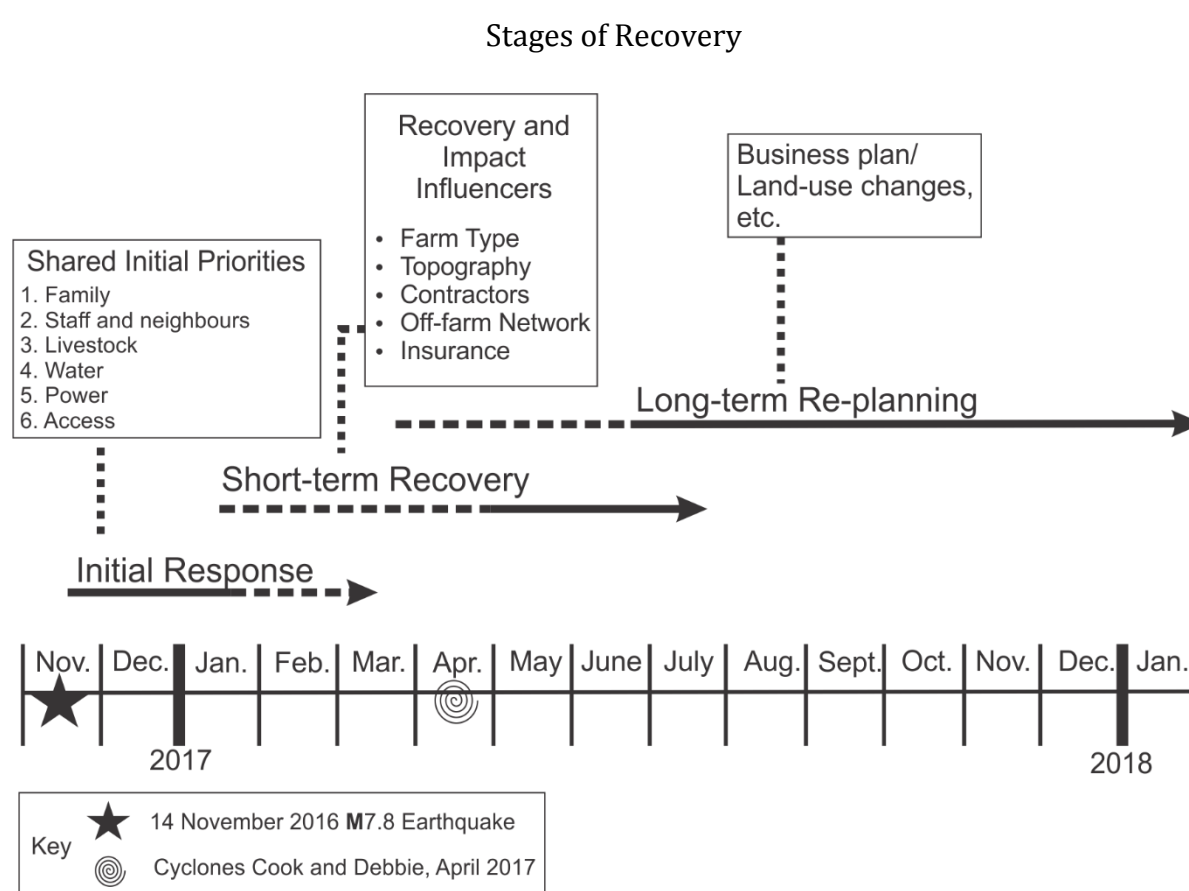 Stages of Recovery
Recovery and
Impact
Influencers
• Farm Type
• Topography
• Contractors
• Off-farm Network
• Insurance
Business plan/
Land-use changes,
etc.
Shared Initial Priorities
1. Family
2. Staff and neighbours
3. Livestock
4. Water
5. Power
6. Access
Long-term Re-planning
Short-term Recovery
Initial Response
Nov. Dec. Jan. Feb. Mar. Apr. May June July Aug. Sept. Oct. Nov. Dec. Jan.
2017 2018
Key
14 November 2016 M7.8 Earthquake
Cyclones Cook and Debbie, April 2017